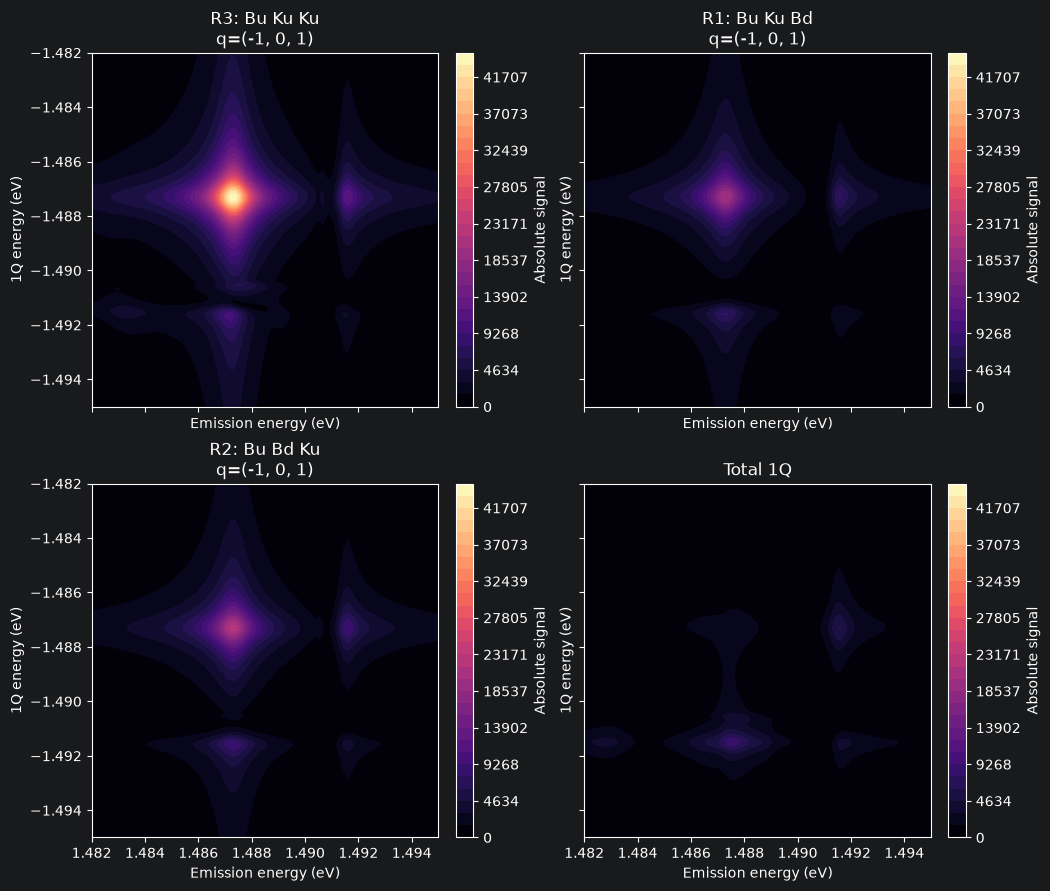 R3: Bu Ku Ku
q=(-1, 0, 1)
−1.482
−1.484
−1.486
−1.488
−1.490
−1.492
−1.494
1Q energy (eV)
Emission energy (eV)
41707
37073
32439
27805
23171
18537
13902
9268
4634
0
Absolute signal
R1: Bu Ku Bd
q=(-1, 0, 1)
1Q energy (eV)
Emission energy (eV)
41707
37073
32439
27805
23171
18537
13902
9268
4634
0
Absolute signal
R2: Bu Bd Ku
q=(-1, 0, 1)
−1.482
−1.484
−1.486
−1.488
−1.490
−1.492
−1.494
1Q energy (eV)
1.482 1.484 1.486 1.488 1.490 1.492 1.494
Emission energy (eV)
41707
37073
32439
27805
23171
18537
13902
9268
4634
0
Absolute signal
Total 1Q
1Q energy (eV)
1.482 1.484 1.486 1.488 1.490 1.492 1.494
Emission energy (eV)
41707
37073
32439
27805
23171
18537
13902
9268
4634
0
Absolute signal